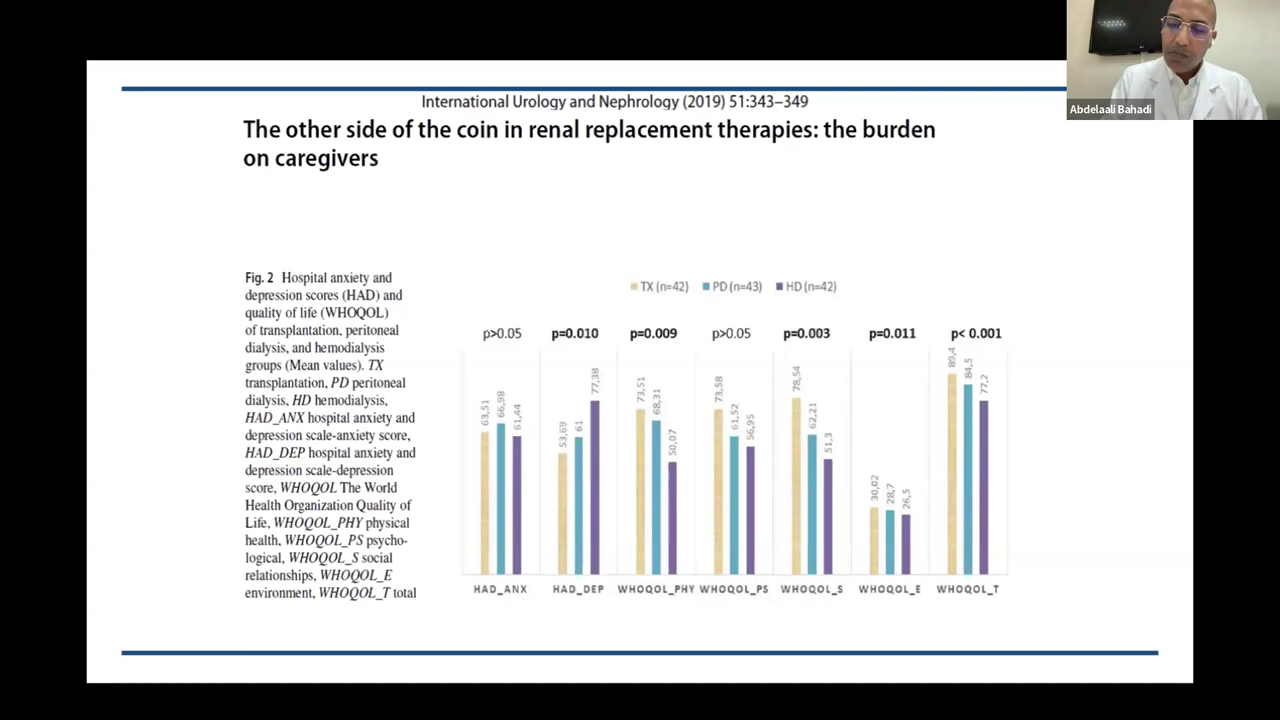 Abdelaali Bahadi
International Urology and Nephrology (2019) 51:343–349
The other side of the coin in renal replacement therapies: the burden
on caregivers
Fig. 2 Hospital anxiety and
depression scores (HAD) and
quality of life (WHOQOL)
of transplantation, peritoneal
dialysis, and hemodialysis
groups (Mean values). TX
transplantation, PD peritoneal
dialysis, HD hemodialysis,
HAD_ANX hospital anxiety and
depression scale-anxiety score,
HAD_DEP hospital anxiety and
depression scale-depression
score, WHOQOL The World
Health Organization Quality of
Life, WHOQOL_PHY physical
health, WHOQOL_PS psycho-
logical, WHOQOL_S social
relationships, WHOQOL_E
environment, WHOQOL_T total
TX (n=42) PD (n=43) HD (n=42)
p>0.05 p=0.010 p=0.009 p>0.05 p=0.003 p=0.011 p< 0.001
63,51 66,98 61,44
53,69 61 77,38
73,51 68,31 50,07
73,58 61,52 56,95
78,54 62,21 51,3
30,02 28,7 26,5
89,4 84,5 77,2
HAD_ANX HAD_DEP WHOQOL_PHY WHOQOL_PS WHOQOL_S WHOQOL_E WHOQOL_T